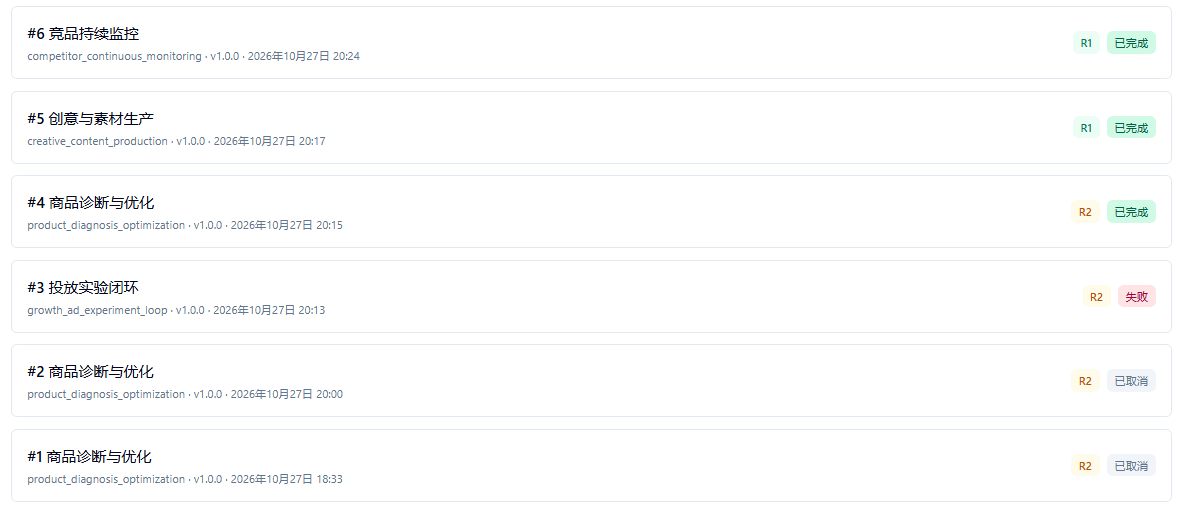 #6 竞品持续监控
R1 已完成
competitor_continuous_monitoring · v1.0.0 · 2026年10月27日 20:24
#5 创意与素材生产
R1 已完成
creative_content_production · v1.0.0 · 2026年10月27日 20:17
#4 商品诊断与优化
R2 已完成
product_diagnosis_optimization · v1.0.0 · 2026年10月27日 20:15
#3 投放实验闭环
R2 失败
growth_ad_experiment_loop · v1.0.0 · 2026年10月27日 20:13
#2 商品诊断与优化
R2 已取消
product_diagnosis_optimization · v1.0.0 · 2026年10月27日 20:00
#1 商品诊断与优化
R2 已取消
product_diagnosis_optimization · v1.0.0 · 2026年10月27日 18:33